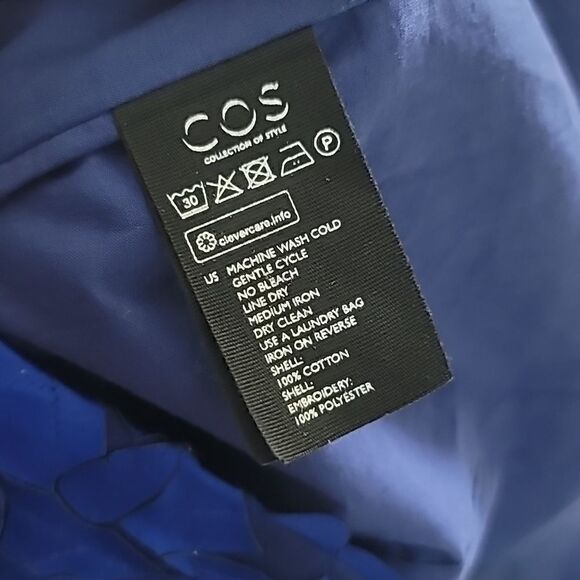 COS
COLLECTION OF STYLE
30 P
clevercare.info
US MACHINE WASH COLD
GENTLE CYCLE
NO BLEACH
LINE DRY
MEDIUM IRON
DRY CLEAN
USE A LAUNDRY BAG
IRON ON REVERSE
SHELL:
100% COTTON
SHELL:
EMBROIDERY:
100% POLYESTER